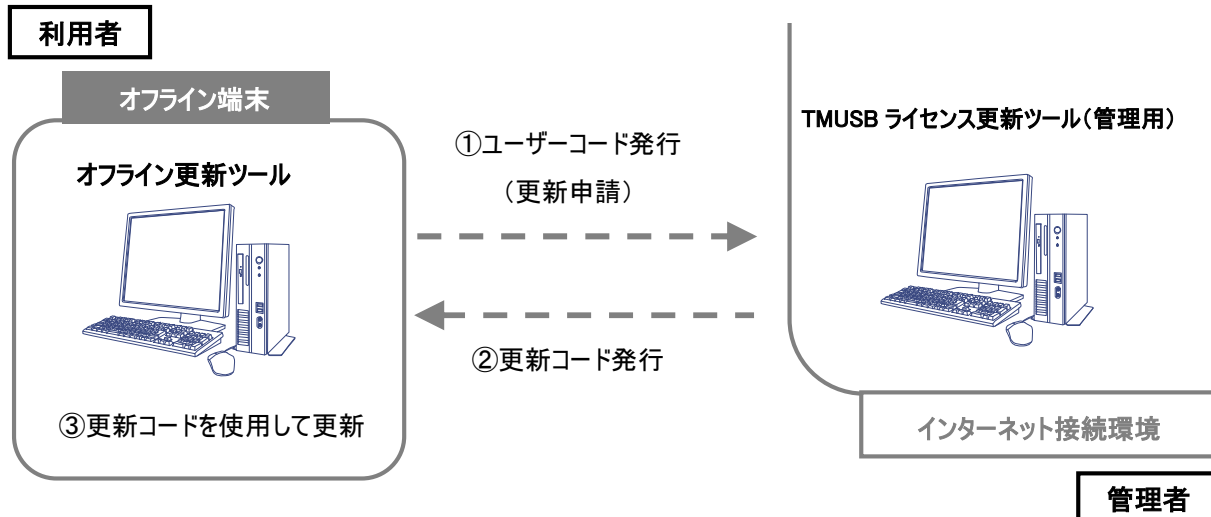 利用者
オフライン端末
オフライン更新ツール
①ユーザーコード発行
（更新申請）
②更新コード発行
③更新コードを使用して更新
TMUSB ライセンス更新ツール（管理用）
インターネット接続環境
管理者